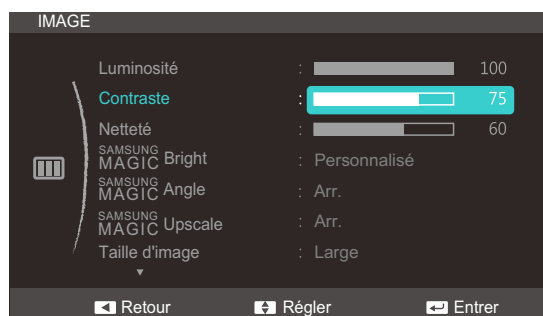 IMAGE
Luminosité : 100
Contraste : 75
Netteté : 60
SAMSUNG MAGIC Bright : Personnalisé
SAMSUNG MAGIC Angle : Arr.
SAMSUNG MAGIC Upscale : Arr.
Taille d'image : Large
Retour Régler Entrer